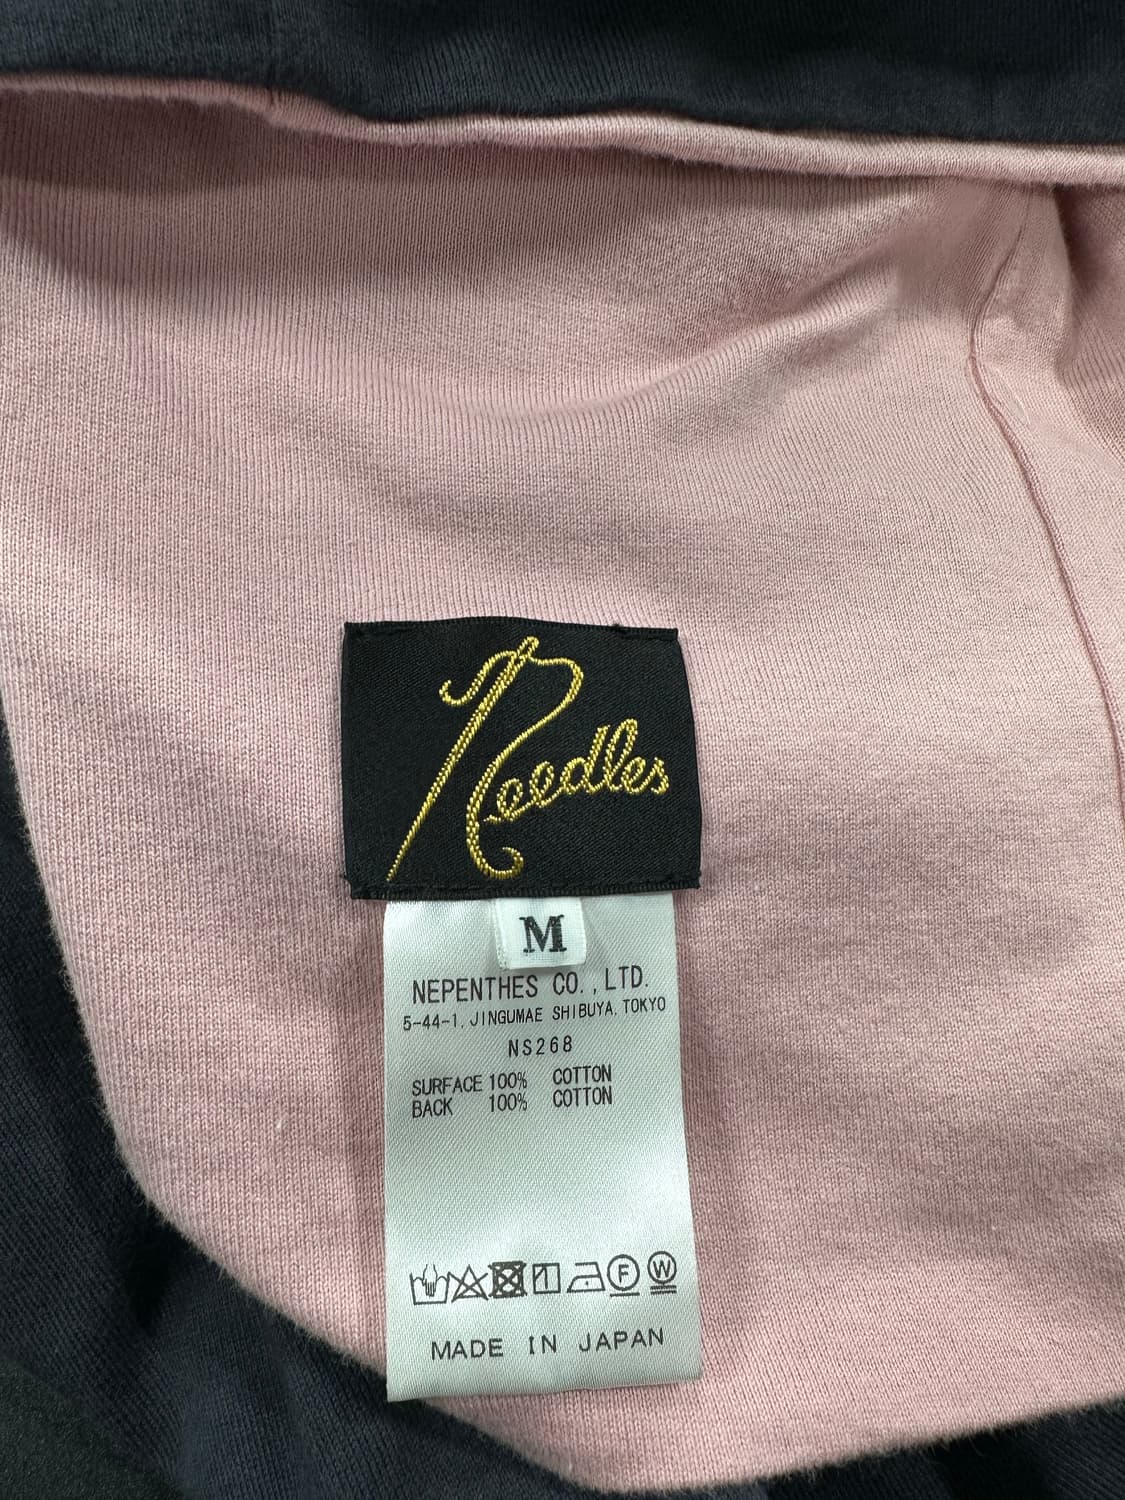 Needles
M
NEPENTHES CO.,LTD.
5-44-1, JINGUMAE SHIBUYA, TOKYO
NS268
SURFACE 100% COTTON
BACK 100% COTTON
F W
MADE IN JAPAN